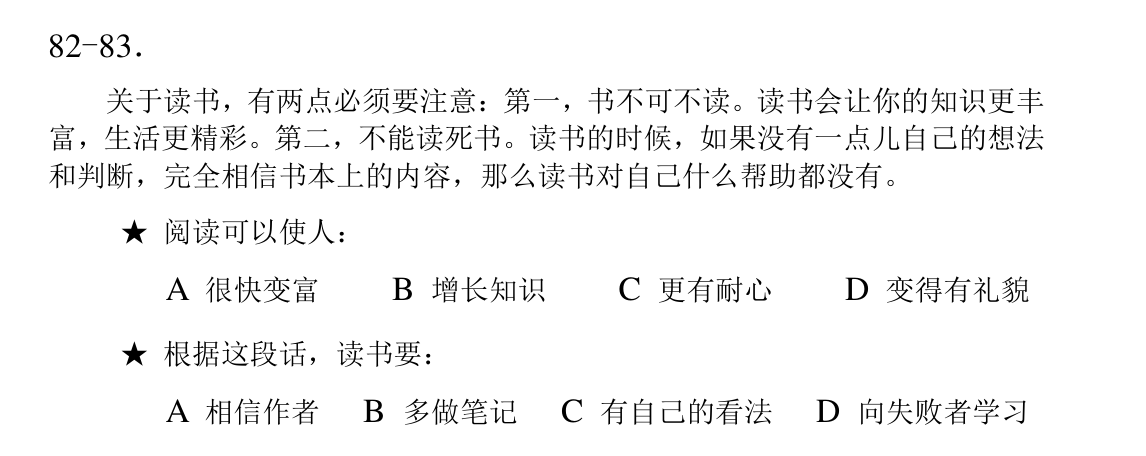 82-83.
关于读书，有两点必须要注意：第一，书不可不读。读书会让你的知识更丰
富，生活更精彩。第二，不能读死书。读书的时候，如果没有一点儿自己的想法
和判断，完全相信书本上的内容，那么读书对自己什么帮助都没有。
★ 阅读可以使人：
A 很快变富 B 增长知识 C 更有耐心 D 变得有礼貌
★ 根据这段话，读书要：
A 相信作者 B 多做笔记 C 有自己的看法 D 向失败者学习